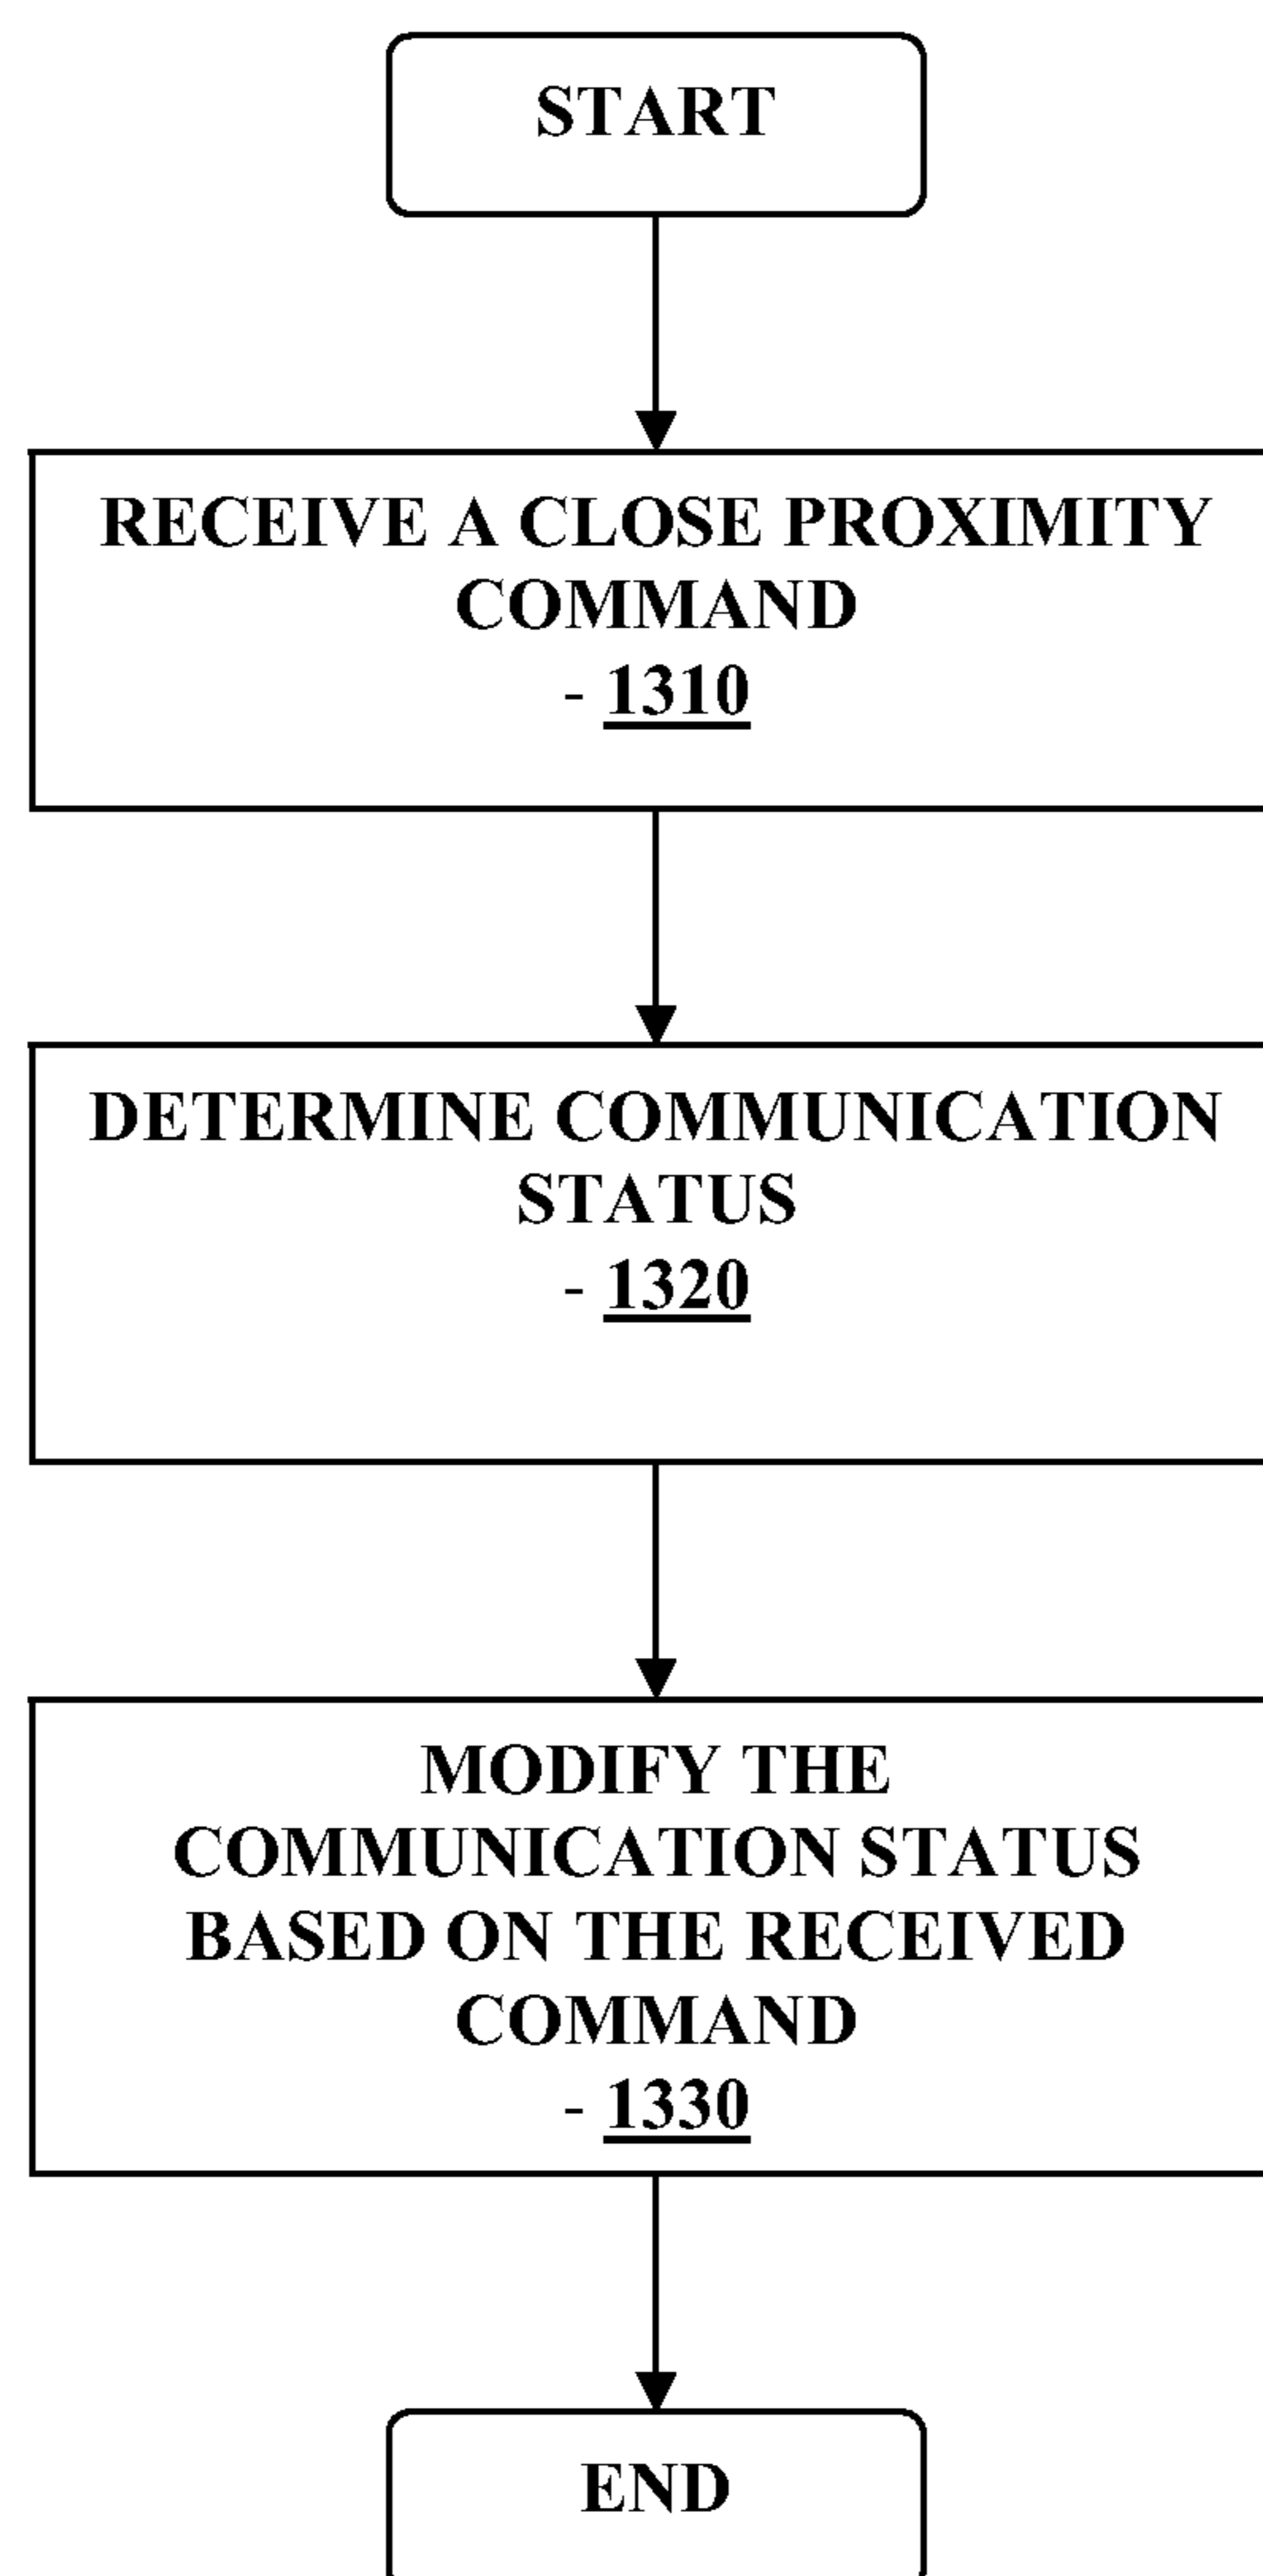 START
RECEIVE A CLOSE PROXIMITY
COMMAND
- 1310
DETERMINE COMMUNICATION
STATUS
- 1320
MODIFY THE
COMMUNICATION STATUS
BASED ON THE RECEIVED
COMMAND
- 1330
END